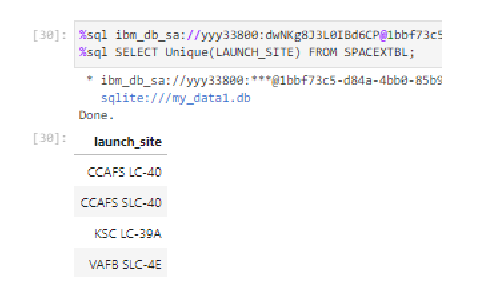 [30]: %sql ibm_db_sa://yyy33800:dwNKg8J3L0IBd6CP@1bbf73c5
%sql SELECT Unique(LAUNCH_SITE) FROM SPACEXTBL;
* ibm_db_sa://yyy33800:***@1bbf73c5-d84a-4bb0-85b9
sqlite:///my_data1.db
Done.
[30]: launch_site
CCAFS LC-40
CCAFS SLC-40
KSC LC-39A
VAFB SLC-4E